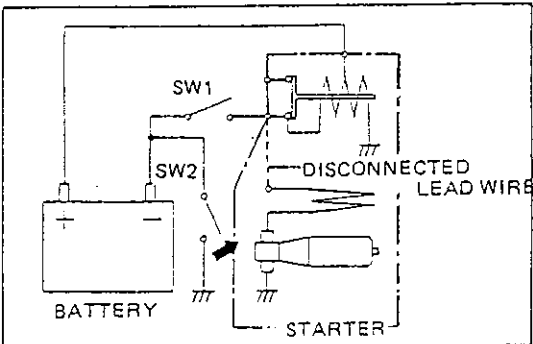 SW1
SW2
DISCONNECTED
LEAD WIRE
BATTERY
STARTER